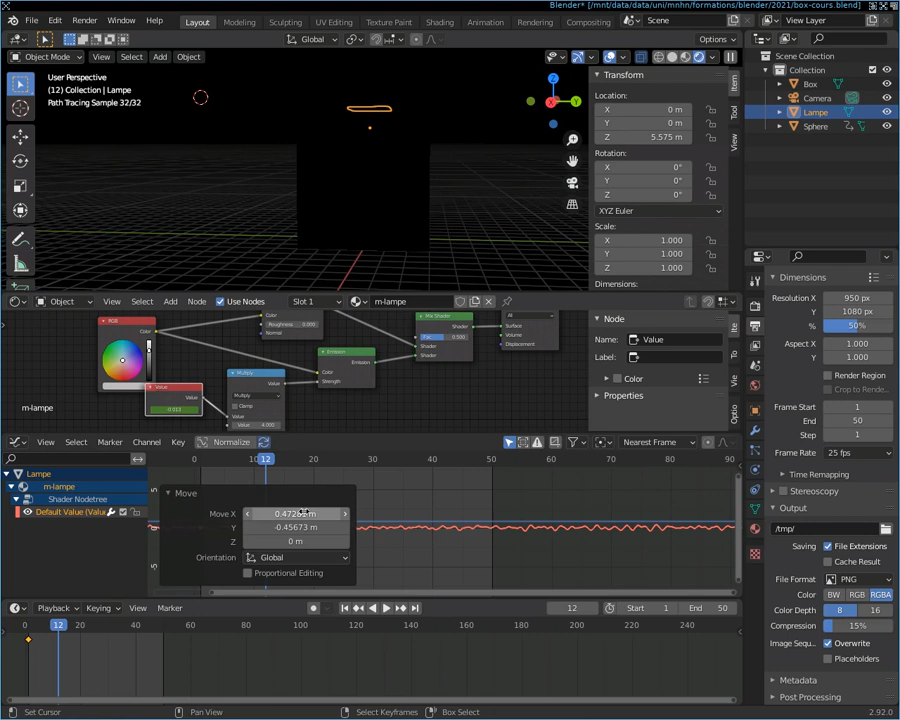 Blender* [/mnt/data/data/uni/mnhn/formations/blender/2021/box-cours.blend]
File Edit Render Window Help Layout Modeling Sculpting UV Editing Texture Paint Shading Animation Rendering Compositing Scene View Layer
Global Options
Object Mode View Select Add Object
User Perspective
(12) Collection | Lampe
Path Tracing Sample 32/32
Z
X
Y
Transform
Location:
X 0 m
Y 0 m
Z 5.575 m
Rotation:
X 0°
Y 0°
Z 0°
XYZ Euler
Scale:
X 1.000
Y 1.000
Z 1.000
Dimensions:
Item
Tool
View
Scene Collection
Collection
Box
Camera
Lampe
Sphere
Object View Select Add Node Use Nodes Slot 1 m-lampe
RGB
Color
Value
Value
0.013
Multiply
Value
Multiply
Clamp
Value
Value 4.000
Color
Roughness 0.000
Normal
Emission
Emission
Color
Strength
Mix Shader
Shader
Fac 0.500
Shader
Shader
All
Surface
Volume
Displacement
m-lampe
Node
Name: Value
Label:
Color
Properties
Ite
To
Vie
Optio
View Select Marker Channel Key Normalize Nearest Frame
12 20 30 40 50 60 70 80 90
Lampe
m-lampe
Shader Nodetree
Default Value (Value
5
5
Move
Move X 0.472
Y -0.45673 m
Z 0 m
Orientation Global
Proportional Editing
Playback Keying View Marker 12 Start 1 End 50
0 12 20 40 60 80 100 120 140 160 180 200 220 240
Dimensions
Resolution X 950 px
Y 1080 px
% 50%
Aspect X 1.000
Y 1.000
Render Region
Crop to Rende..
Frame Start 1
End 50
Step 1
Frame Rate 25 fps
Time Remapping
Stereoscopy
Output
/tmp/
Saving File Extensions
Cache Result
File Format PNG
Color BW RGB RGBA
Color Depth 8 16
Compression 15%
Image Sequ.. Overwrite
Placeholders
Metadata
Post Processing
Set Cursor Pan View Select Keyframes Box Select 2.92.0